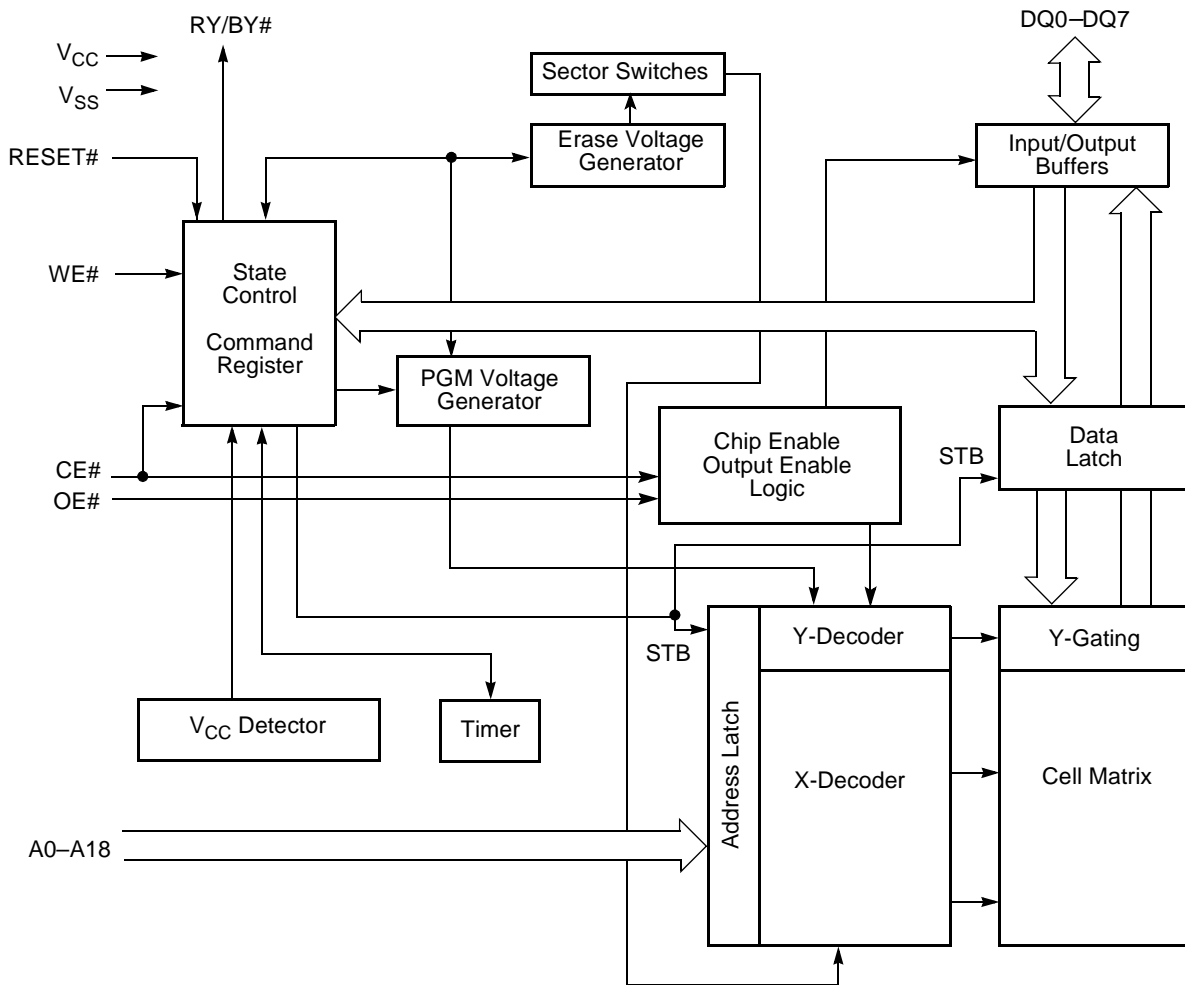 RY/BY#
DQ0–DQ7
VCC
VSS
Sector Switches
Erase Voltage
Generator
Input/Output
Buffers
RESET#
WE#
State
Control
Command
Register
PGM Voltage
Generator
Chip Enable
Output Enable
Logic
STB
Data
Latch
CE#
OE#
STB
Y-Decoder
Y-Gating
VCC Detector
Timer
Address Latch
X-Decoder
Cell Matrix
A0–A18